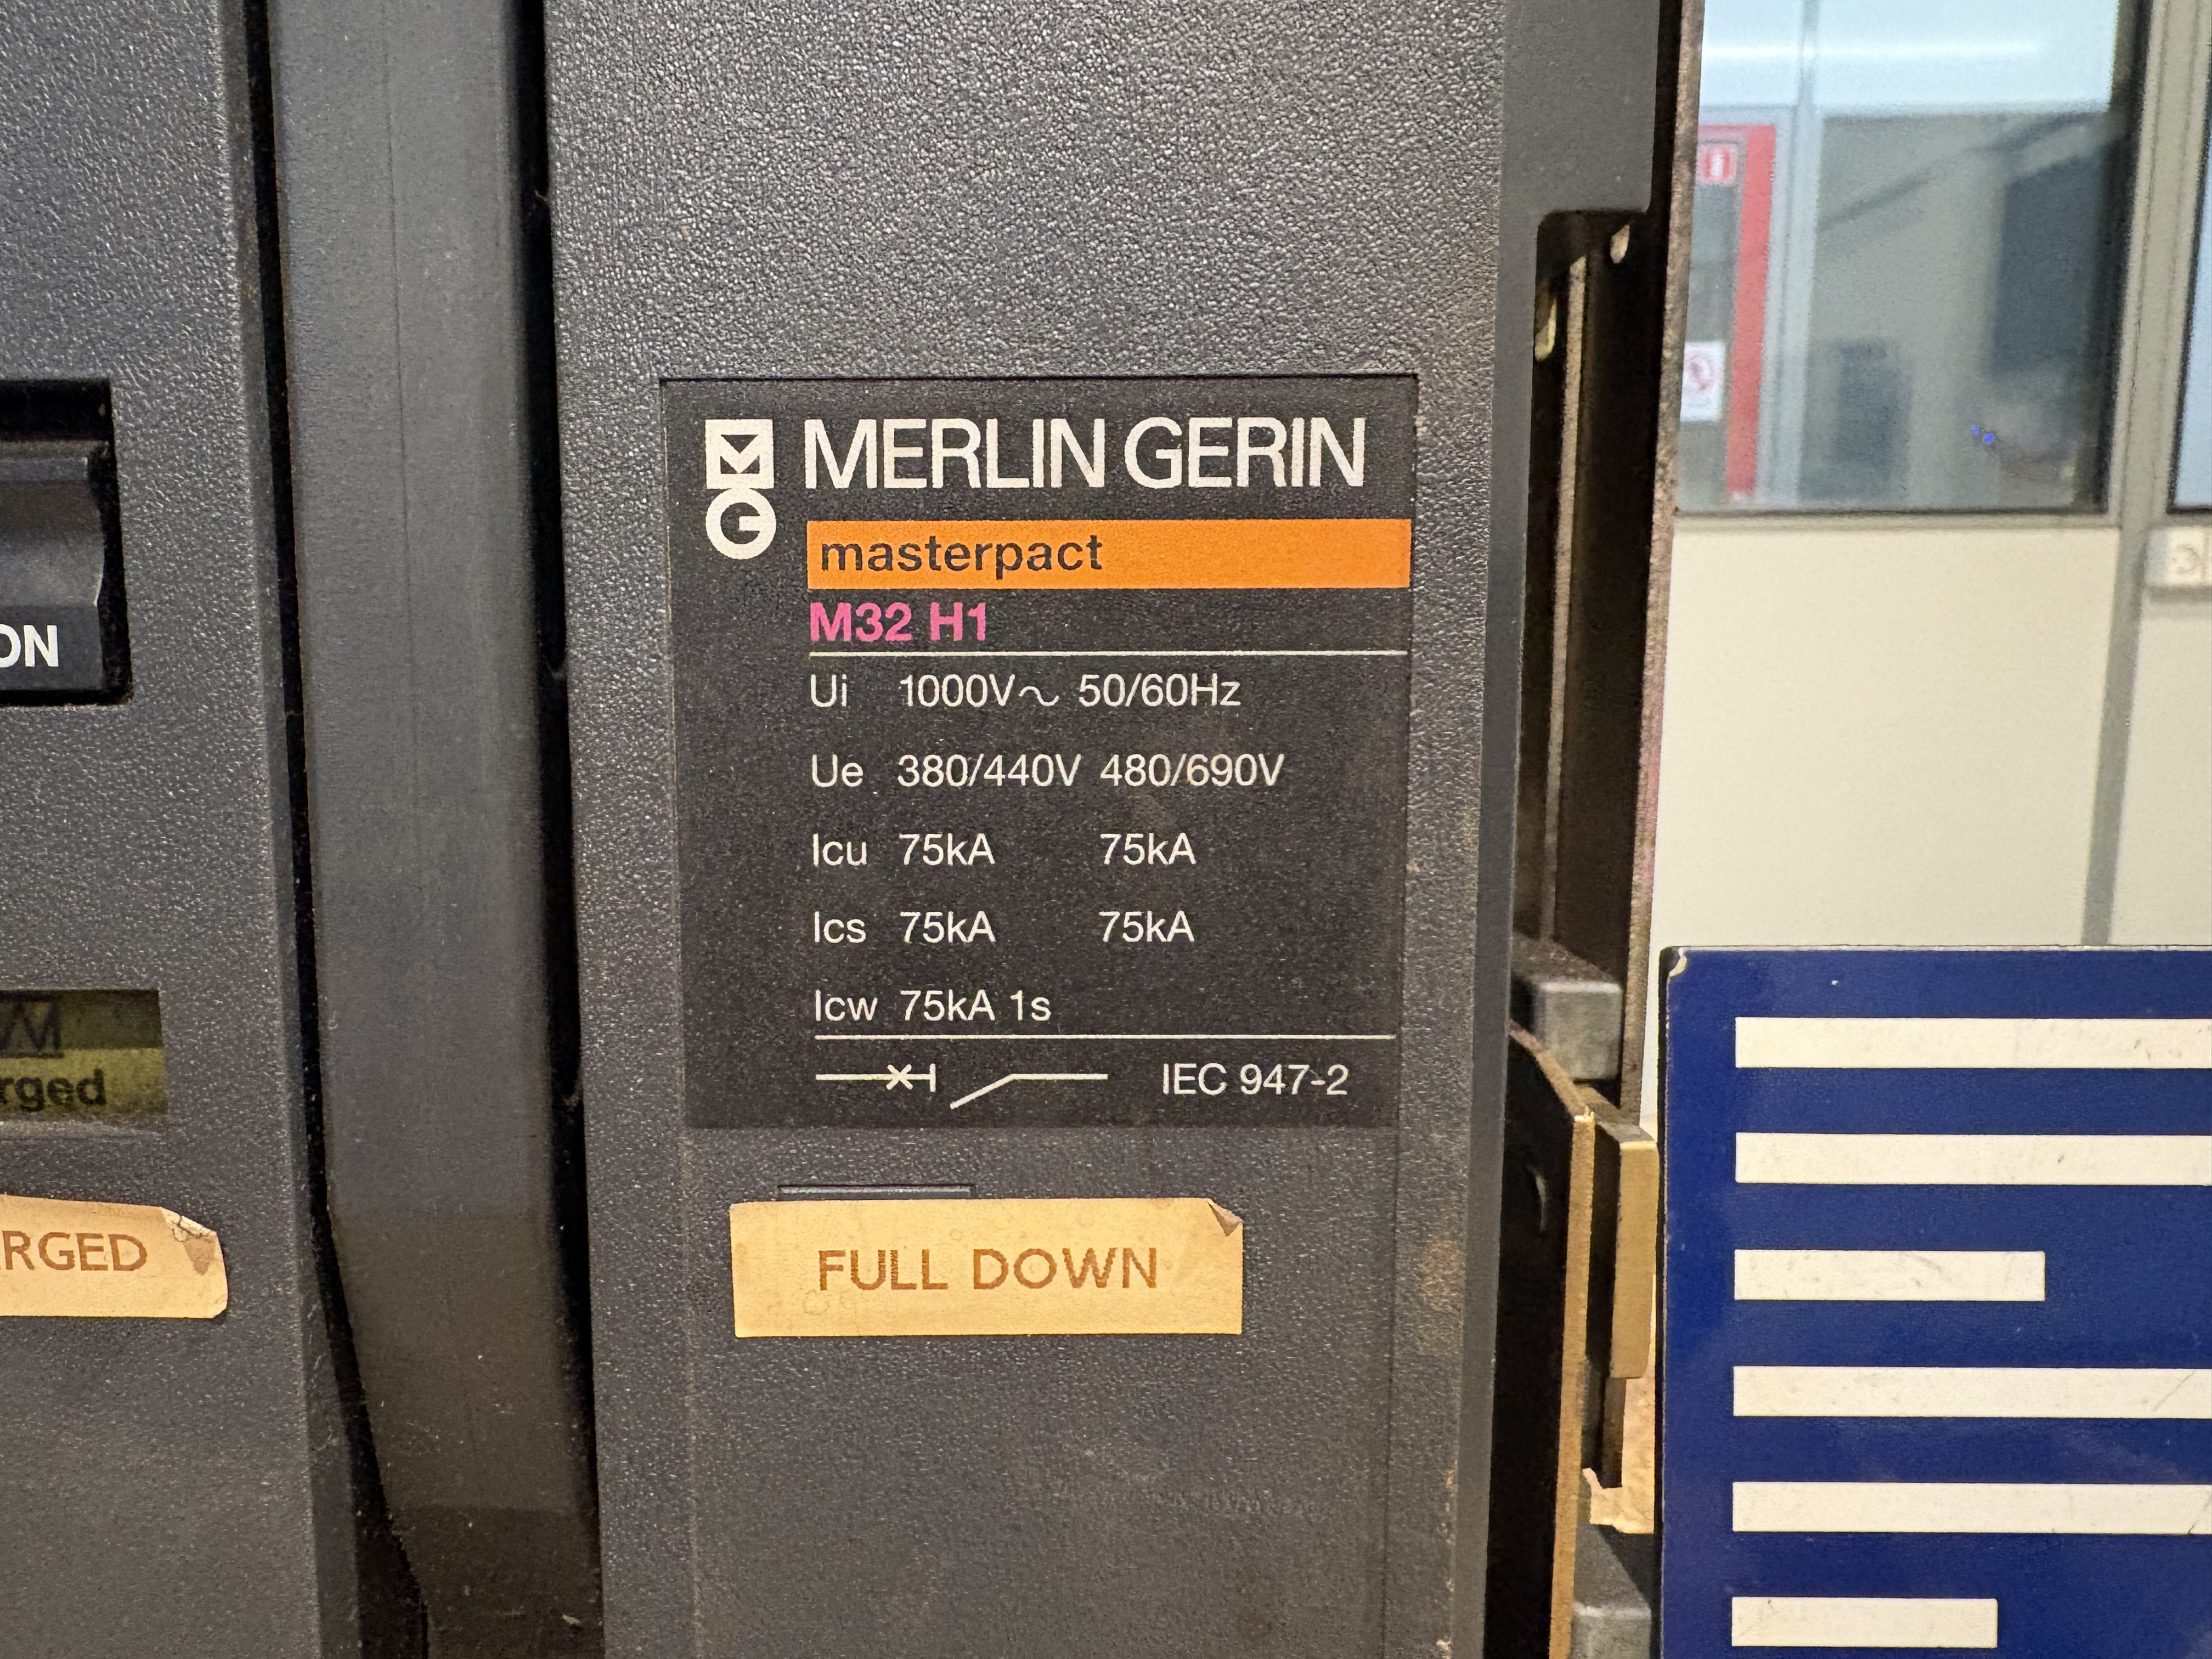 MERLIN GERIN
masterpact
M32 H1
Ui 1000V~ 50/60Hz
Ue 380/440V 480/690V
Icu 75kA 75kA
Ics 75kA 75kA
Icw 75kA 1s
IEC 947-2
FULL DOWN
ON
rged
RGED